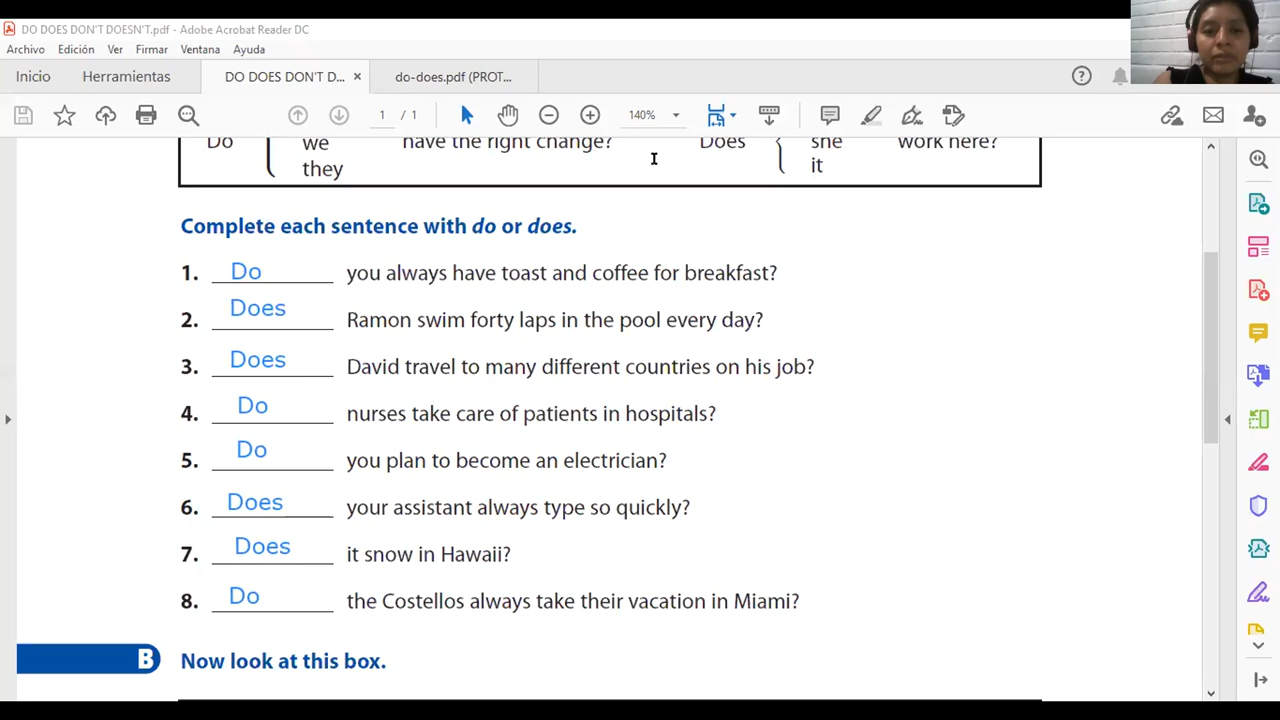 DO DOES DON'T DOESN'T.pdf - Adobe Acrobat Reader DC
Archivo Edición Ver Firmar Ventana Ayuda
Inicio Herramientas DO DOES DON'T D... × do-does.pdf (PROT...
1 / 1 140%
Do we have the right change? Does she work here?
they it
Complete each sentence with do or does.
1. Do you always have toast and coffee for breakfast?
2. Does Ramon swim forty laps in the pool every day?
3. Does David travel to many different countries on his job?
4. Do nurses take care of patients in hospitals?
5. Do you plan to become an electrician?
6. Does your assistant always type so quickly?
7. Does it snow in Hawaii?
8. Do the Costellos always take their vacation in Miami?
B Now look at this box.